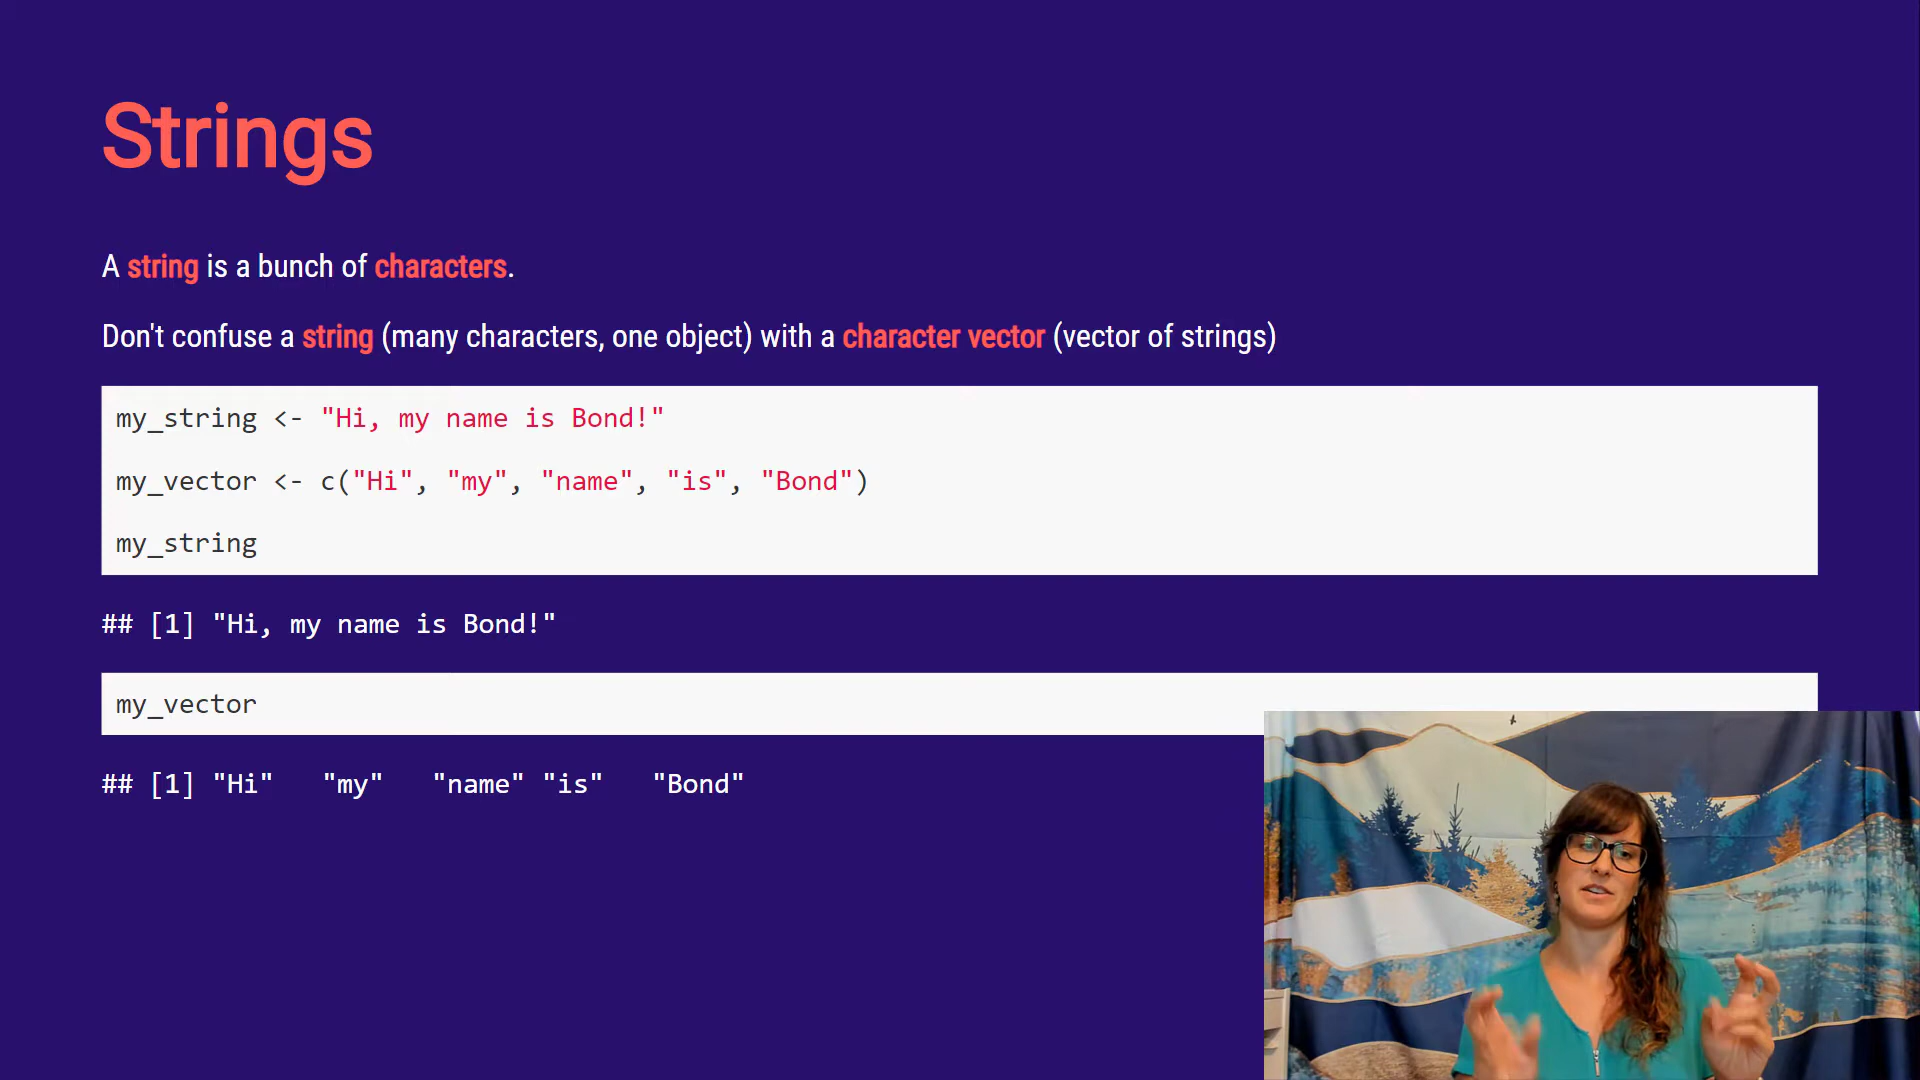 Strings
A string is a bunch of characters.
Don't confuse a string (many characters, one object) with a character vector (vector of strings)
my_string <- "Hi, my name is Bond!"
my_vector <- c("Hi", "my", "name", "is", "Bond")
my_string
## [1] "Hi, my name is Bond!"
my_vector
## [1] "Hi"   "my"   "name" "is"   "Bond"